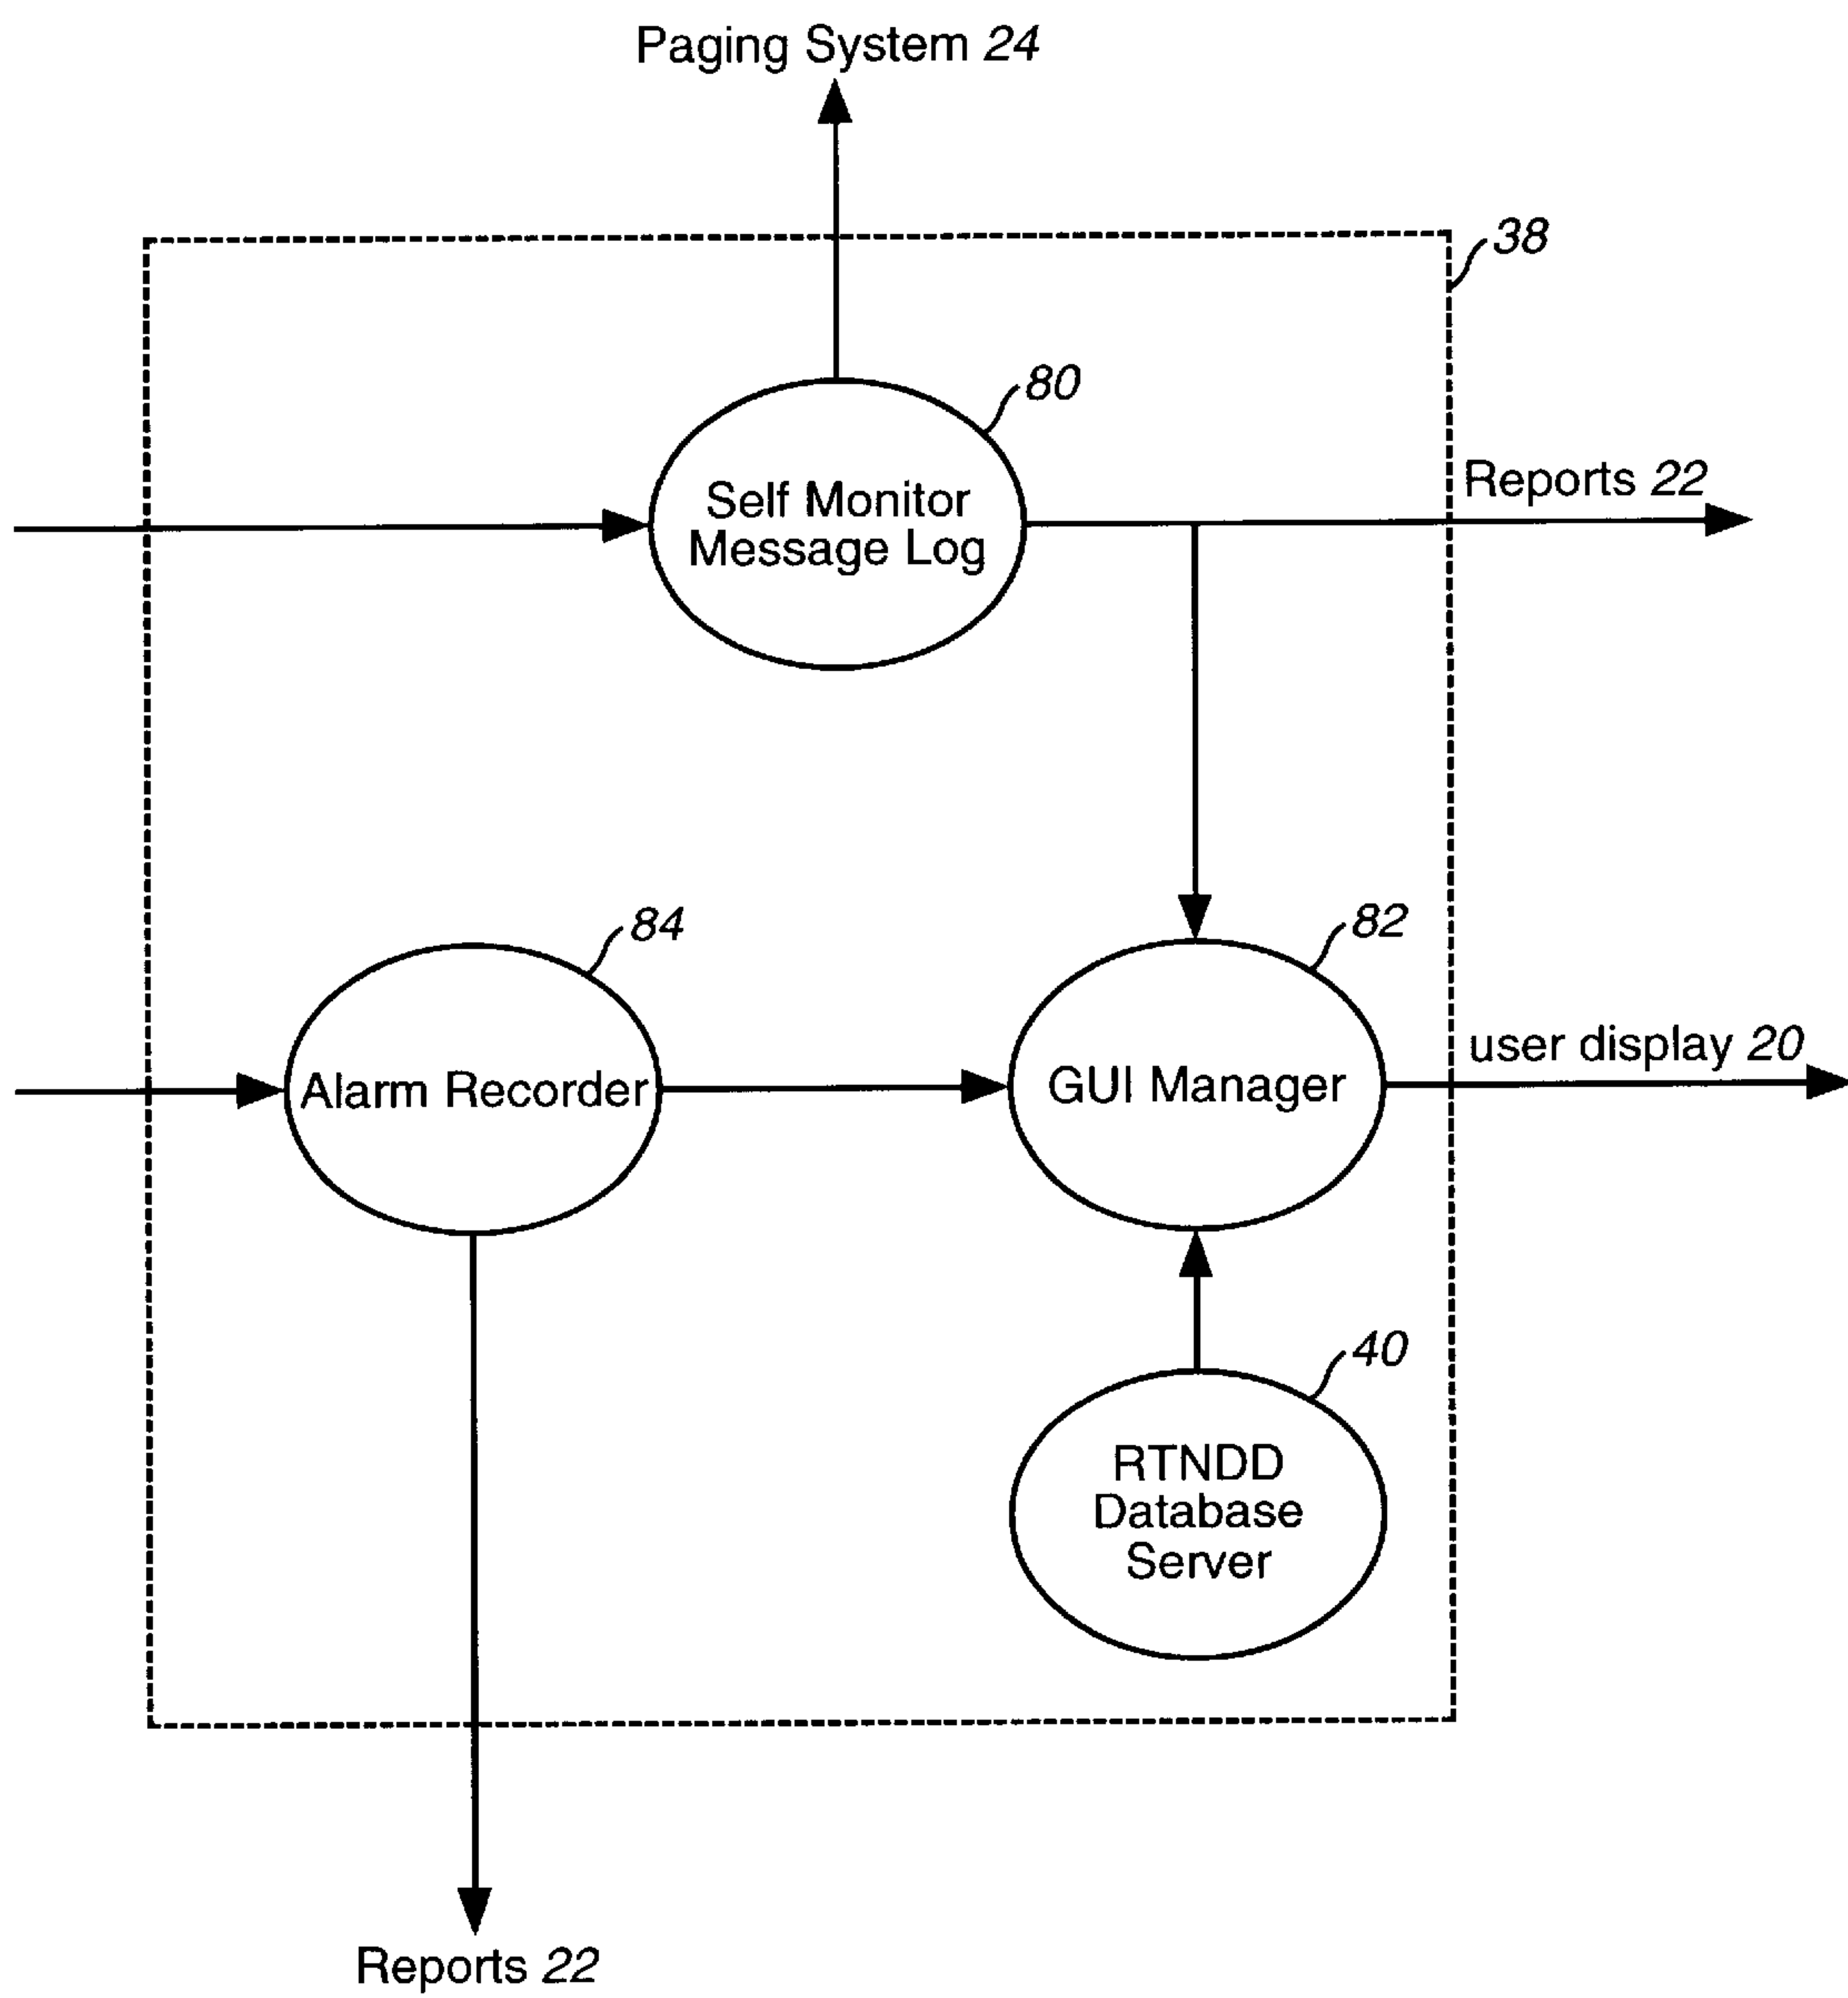 Paging System 24
38
80
Self Monitor
Message Log
Reports 22
84
82
Alarm Recorder
GUI Manager
user display 20
40
RTNDD
Database
Server
Reports 22